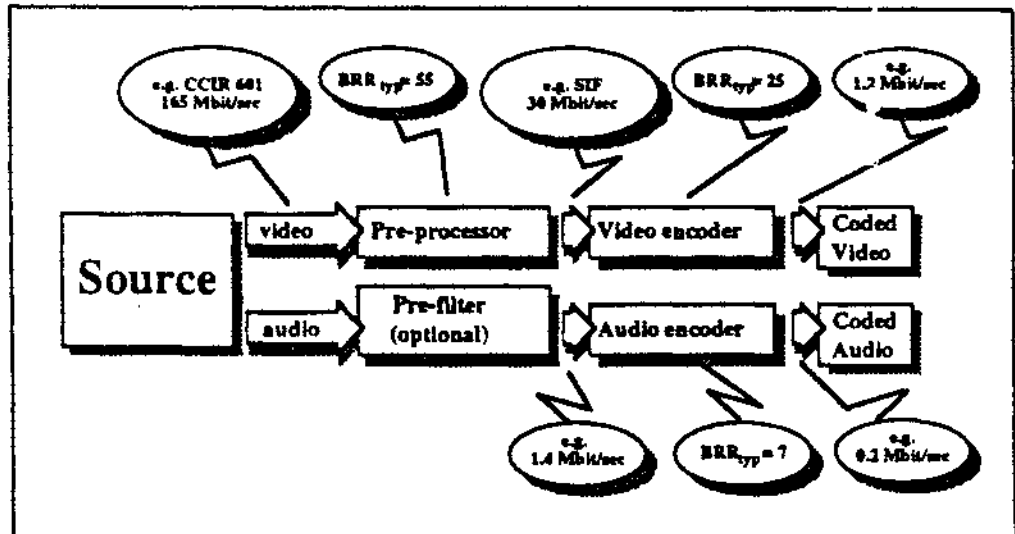 e.g. CCIR 601
165 Mbit/sec
BRR typ = 55
e.g. SIF
30 Mbit/sec
BRR typ = 25
e.g.
1.2 Mbit/sec
Source
video
Pre-processor
Video encoder
Coded
Video
audio
Pre-filter
(optional)
Audio encoder
Coded
Audio
e.g.
1.4 Mbit/sec
BRR typ = 7
e.g.
0.2 Mbit/sec